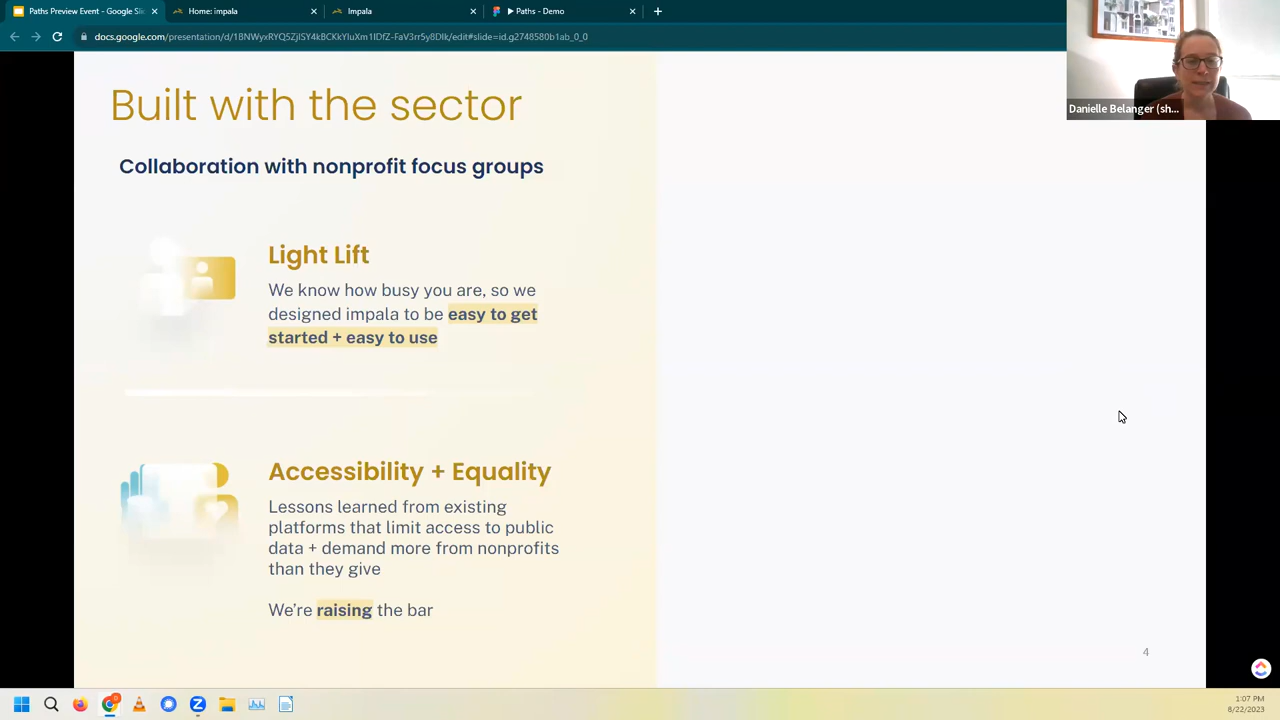 Paths Preview Event - Google Sli
Home: impala
Impala
Paths - Demo
docs.google.com/presentation/d/1BNWyxRYQ5ZjlSY4kBCKkYluXm1IDfZ-FaV3rr5y8DIk/edit#slide=id.g2748580b1ab_0_0
Danielle Belanger (sh...
Built with the sector
Collaboration with nonprofit focus groups
Light Lift
We know how busy you are, so we
designed impala to be easy to get
started + easy to use
Accessibility + Equality
Lessons learned from existing
platforms that limit access to public
data + demand more from nonprofits
than they give
We're raising the bar
4
1:07 PM
8/22/2023